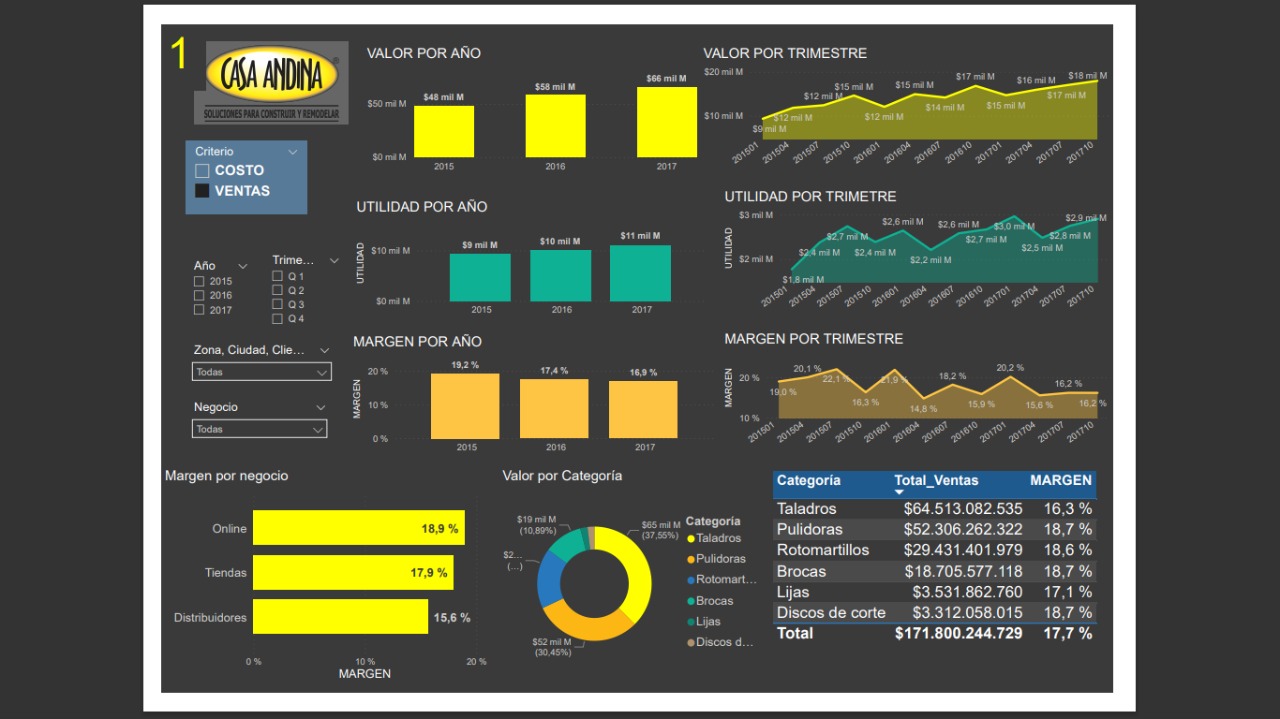 1
CASA ANDINA
®
SOLUCIONES PARA CONSTRUIR Y REMODELAR
Criterio
COSTO
VENTAS
Año
2015
2016
2017
Trime...
Q 1
Q 2
Q 3
Q 4
Zona, Ciudad, Clie...
Todas
Negocio
Todas
VALOR POR AÑO
$50 mil M
$0 mil M
$48 mil M
$58 mil M
$66 mil M
2015
2016
2017
VALOR POR TRIMESTRE
$20 mil M
$10 mil M
$9 mil M
$12 mil M
$12 mil M
$15 mil M
$12 mil M
$15 mil M
$14 mil M
$17 mil M
$15 mil M
$16 mil M
$17 mil M
$18 mil M
201501
201504
201507
201510
201601
201604
201607
201610
201701
201704
201707
201710
UTILIDAD POR AÑO
UTILIDAD
$10 mil M
$0 mil M
$9 mil M
$10 mil M
$11 mil M
2015
2016
2017
UTILIDAD POR TRIMETRE
UTILIDAD
$3 mil M
$2 mil M
$1,8 mil M
$2,4 mil M
$2,7 mil M
$2,4 mil M
$2,6 mil M
$2,2 mil M
$2,6 mil M
$2,7 mil M
$3,0 mil M
$2,5 mil M
$2,8 mil M
$2,9 mil M
201501
201504
201507
201510
201601
201604
201607
201610
201701
201704
201707
201710
MARGEN POR AÑO
MARGEN
20 %
10 %
0 %
19,2 %
17,4 %
16,9 %
2015
2016
2017
MARGEN POR TRIMESTRE
MARGEN
20 %
10 %
19,0 %
20,1 %
22,1 %
16,3 %
21,9 %
14,8 %
18,2 %
15,9 %
20,2 %
15,6 %
16,2 %
16,2 %
201501
201504
201507
201510
201601
201604
201607
201610
201701
201704
201707
201710
Margen por negocio
Online
18,9 %
Tiendas
17,9 %
Distribuidores
15,6 %
0 %
10 %
20 %
MARGEN
Valor por Categoría
$19 mil M
(10,89%)
$2...
(...)
$52 mil M
(30,45%)
$65 mil M
(37,55%)
Categoría
Taladros
Pulidoras
Rotomart...
Brocas
Lijas
Discos d...
Categoría Total_Ventas MARGEN
Taladros $64.513.082.535 16,3 %
Pulidoras $52.306.262.322 18,7 %
Rotomartillos $29.431.401.979 18,6 %
Brocas $18.705.577.118 18,7 %
Lijas $3.531.862.760 17,1 %
Discos de corte $3.312.058.015 18,7 %
Total $171.800.244.729 17,7 %